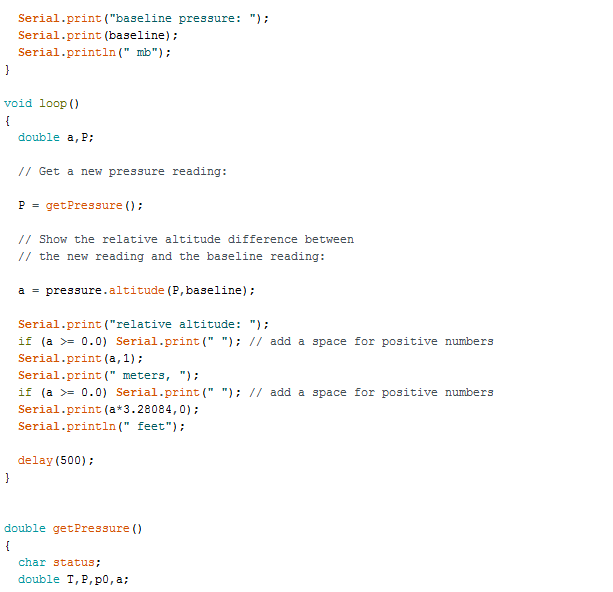 Serial.print("baseline pressure: ");
Serial.print(baseline);
Serial.println(" mb");
}
void loop()
{
double a,P;
// Get a new pressure reading:
P = getPressure();
// Show the relative altitude difference between
// the new reading and the baseline reading:
a = pressure.altitude(P,baseline);
Serial.print("relative altitude: ");
if (a >= 0.0) Serial.print(" "); // add a space for positive numbers
Serial.print(a,1);
Serial.print(" meters, ");
if (a >= 0.0) Serial.print(" "); // add a space for positive numbers
Serial.print(a*3.28084,0);
Serial.println(" feet");
delay(500);
}
double getPressure()
{
char status;
double T,P,p0,a;